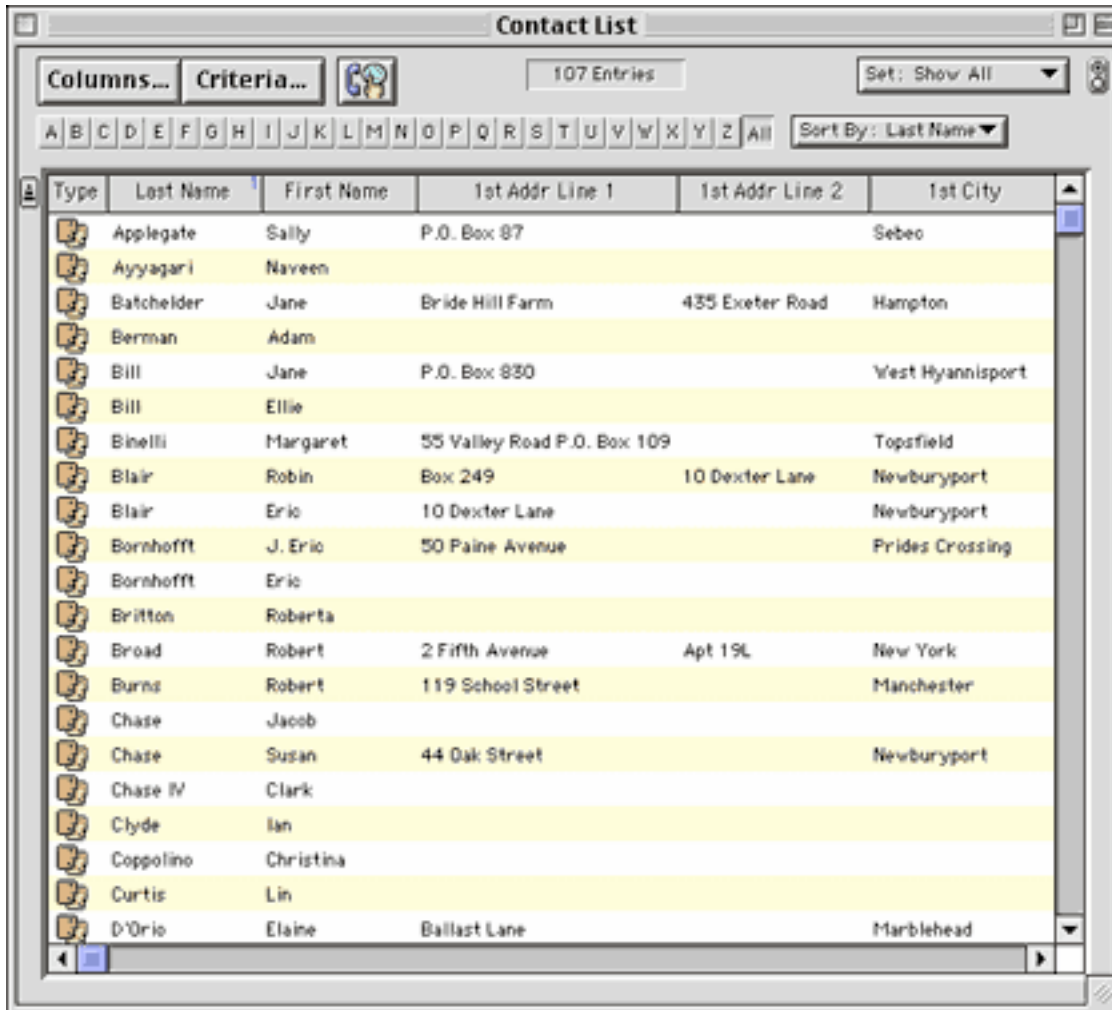 Contact List
Columns... Criteria... 107 Entries Set: Show All
A B C D E F G H I J K L M N O P Q R S T U V W X Y Z All Sort By: Last Name
Type Last Name 1 First Name 1st Addr Line 1 1st Addr Line 2 1st City
Applegate Sally P.O. Box 87 Sebec
Ayyagari Naveen
Batchelder Jane Bride Hill Farm 435 Exeter Road Hampton
Berman Adam
Bill Jane P.O. Box 830 West Hyannisport
Bill Ellie
Binelli Margaret 55 Valley Road P.O. Box 109 Topsfield
Blair Robin Box 249 10 Dexter Lane Newburyport
Blair Eric 10 Dexter Lane Newburyport
Bornhofft J. Eric 50 Paine Avenue Prides Crossing
Bornhofft Eric
Britton Roberta
Broad Robert 2 Fifth Avenue Apt 19L New York
Burns Robert 119 School Street Manchester
Chase Jacob
Chase Susan 44 Oak Street Newburyport
Chase IV Clark
Clyde Ian
Coppolino Christina
Curtis Lin
D'Orio Elaine Ballast Lane Marblehead